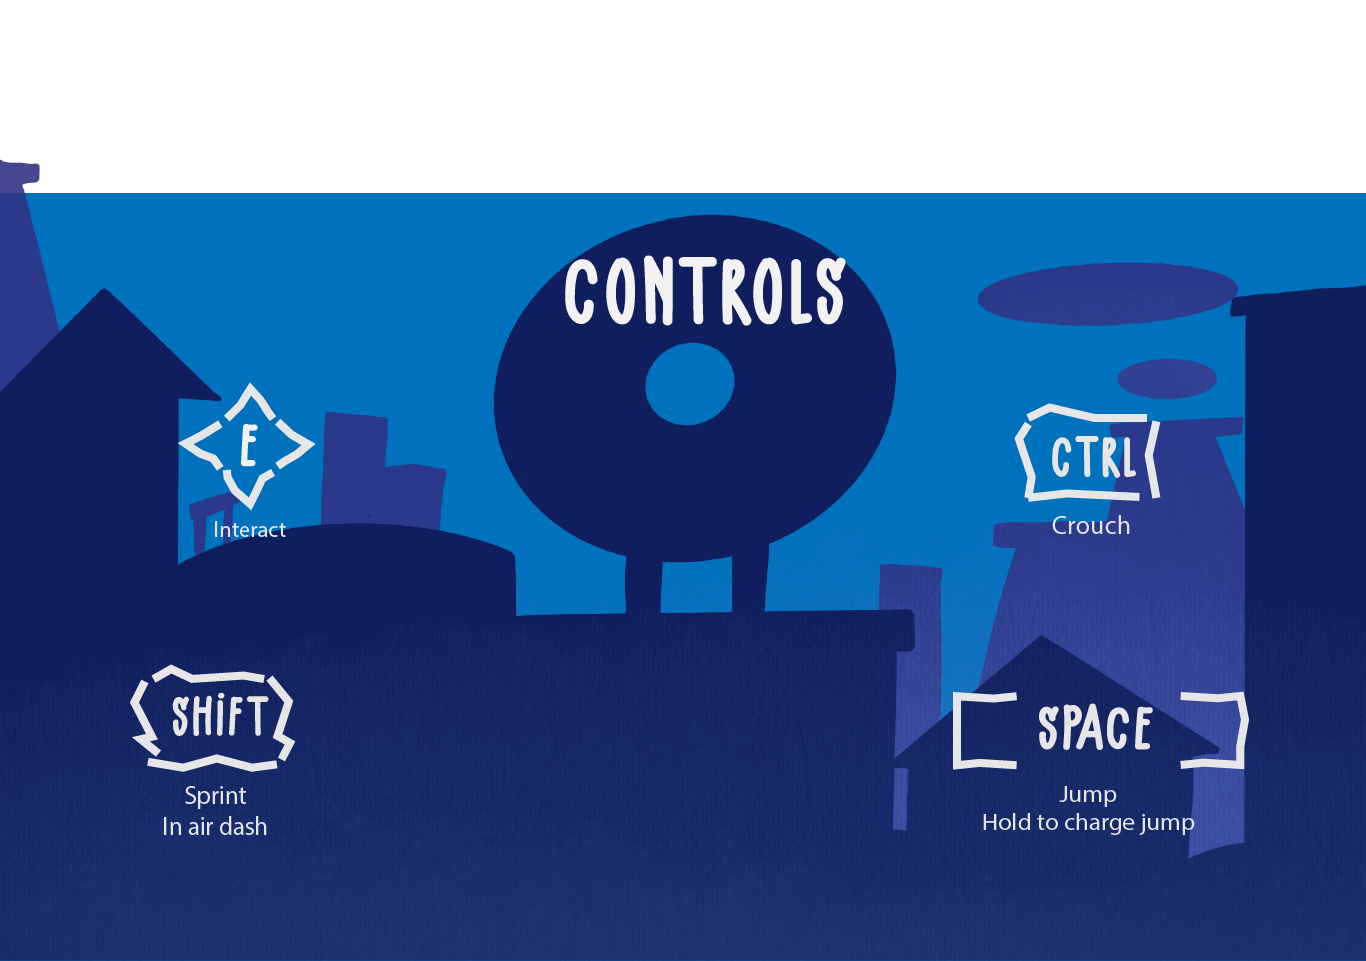 CONTROLS
E
Interact
CTRL
Crouch
SHiFT
Sprint
In air dash
SPACE
Jump
Hold to charge jump